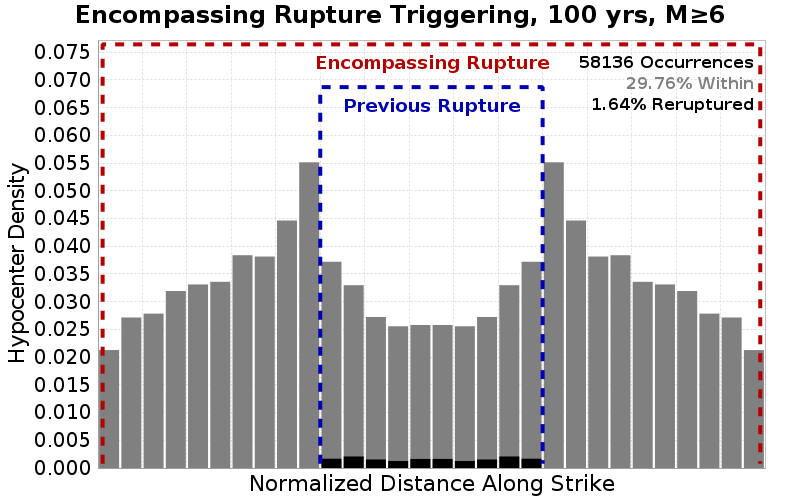 Encompassing Rupture Triggering, 100 yrs, M≥6
Encompassing Rupture
58136 Occurrences
29.76% Within
Previous Rupture
1.64% Reruptured
Hypocenter Density
0.075
0.070
0.065
0.060
0.055
0.050
0.045
0.040
0.035
0.030
0.025
0.020
0.015
0.010
0.005
0.000
Normalized Distance Along Strike